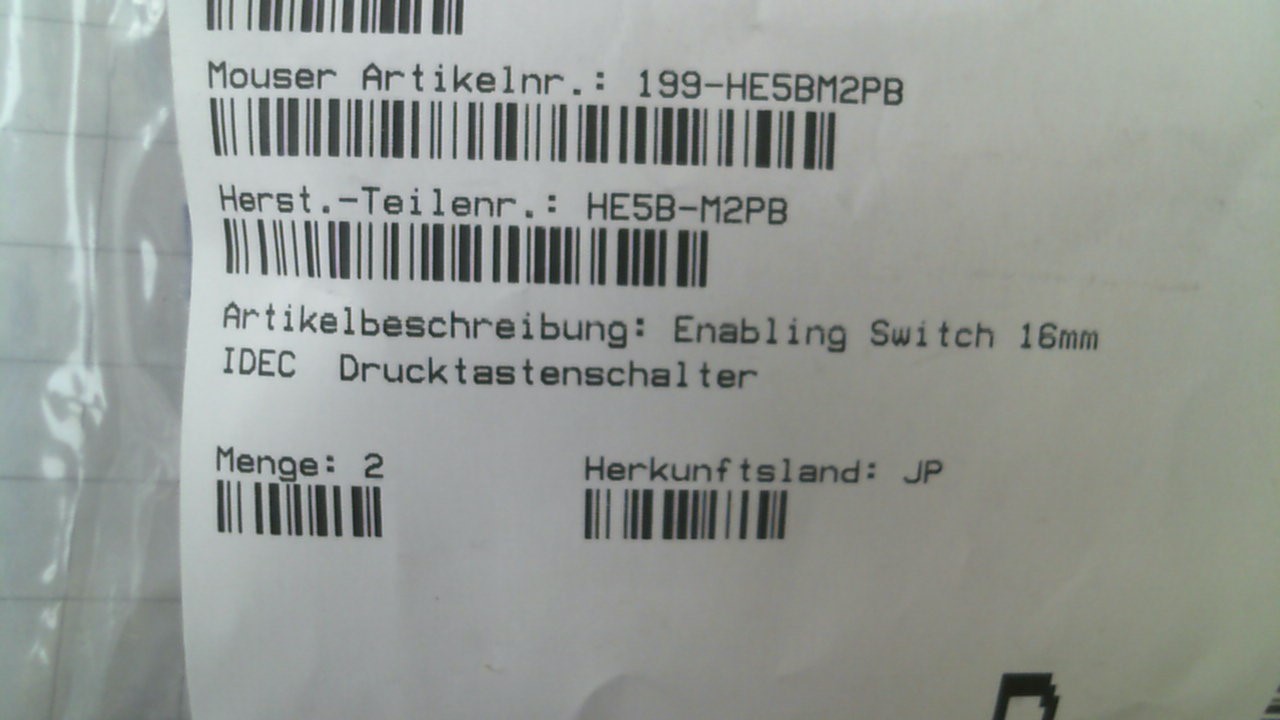 Mouser Artikelnr.: 199-HE5BM2PB
Herst.-Teilenr.: HE5B-M2PB
Artikelbeschreibung: Enabling Switch 16mm
IDEC Drucktastenschalter
Menge: 2
Herkunftsland: JP